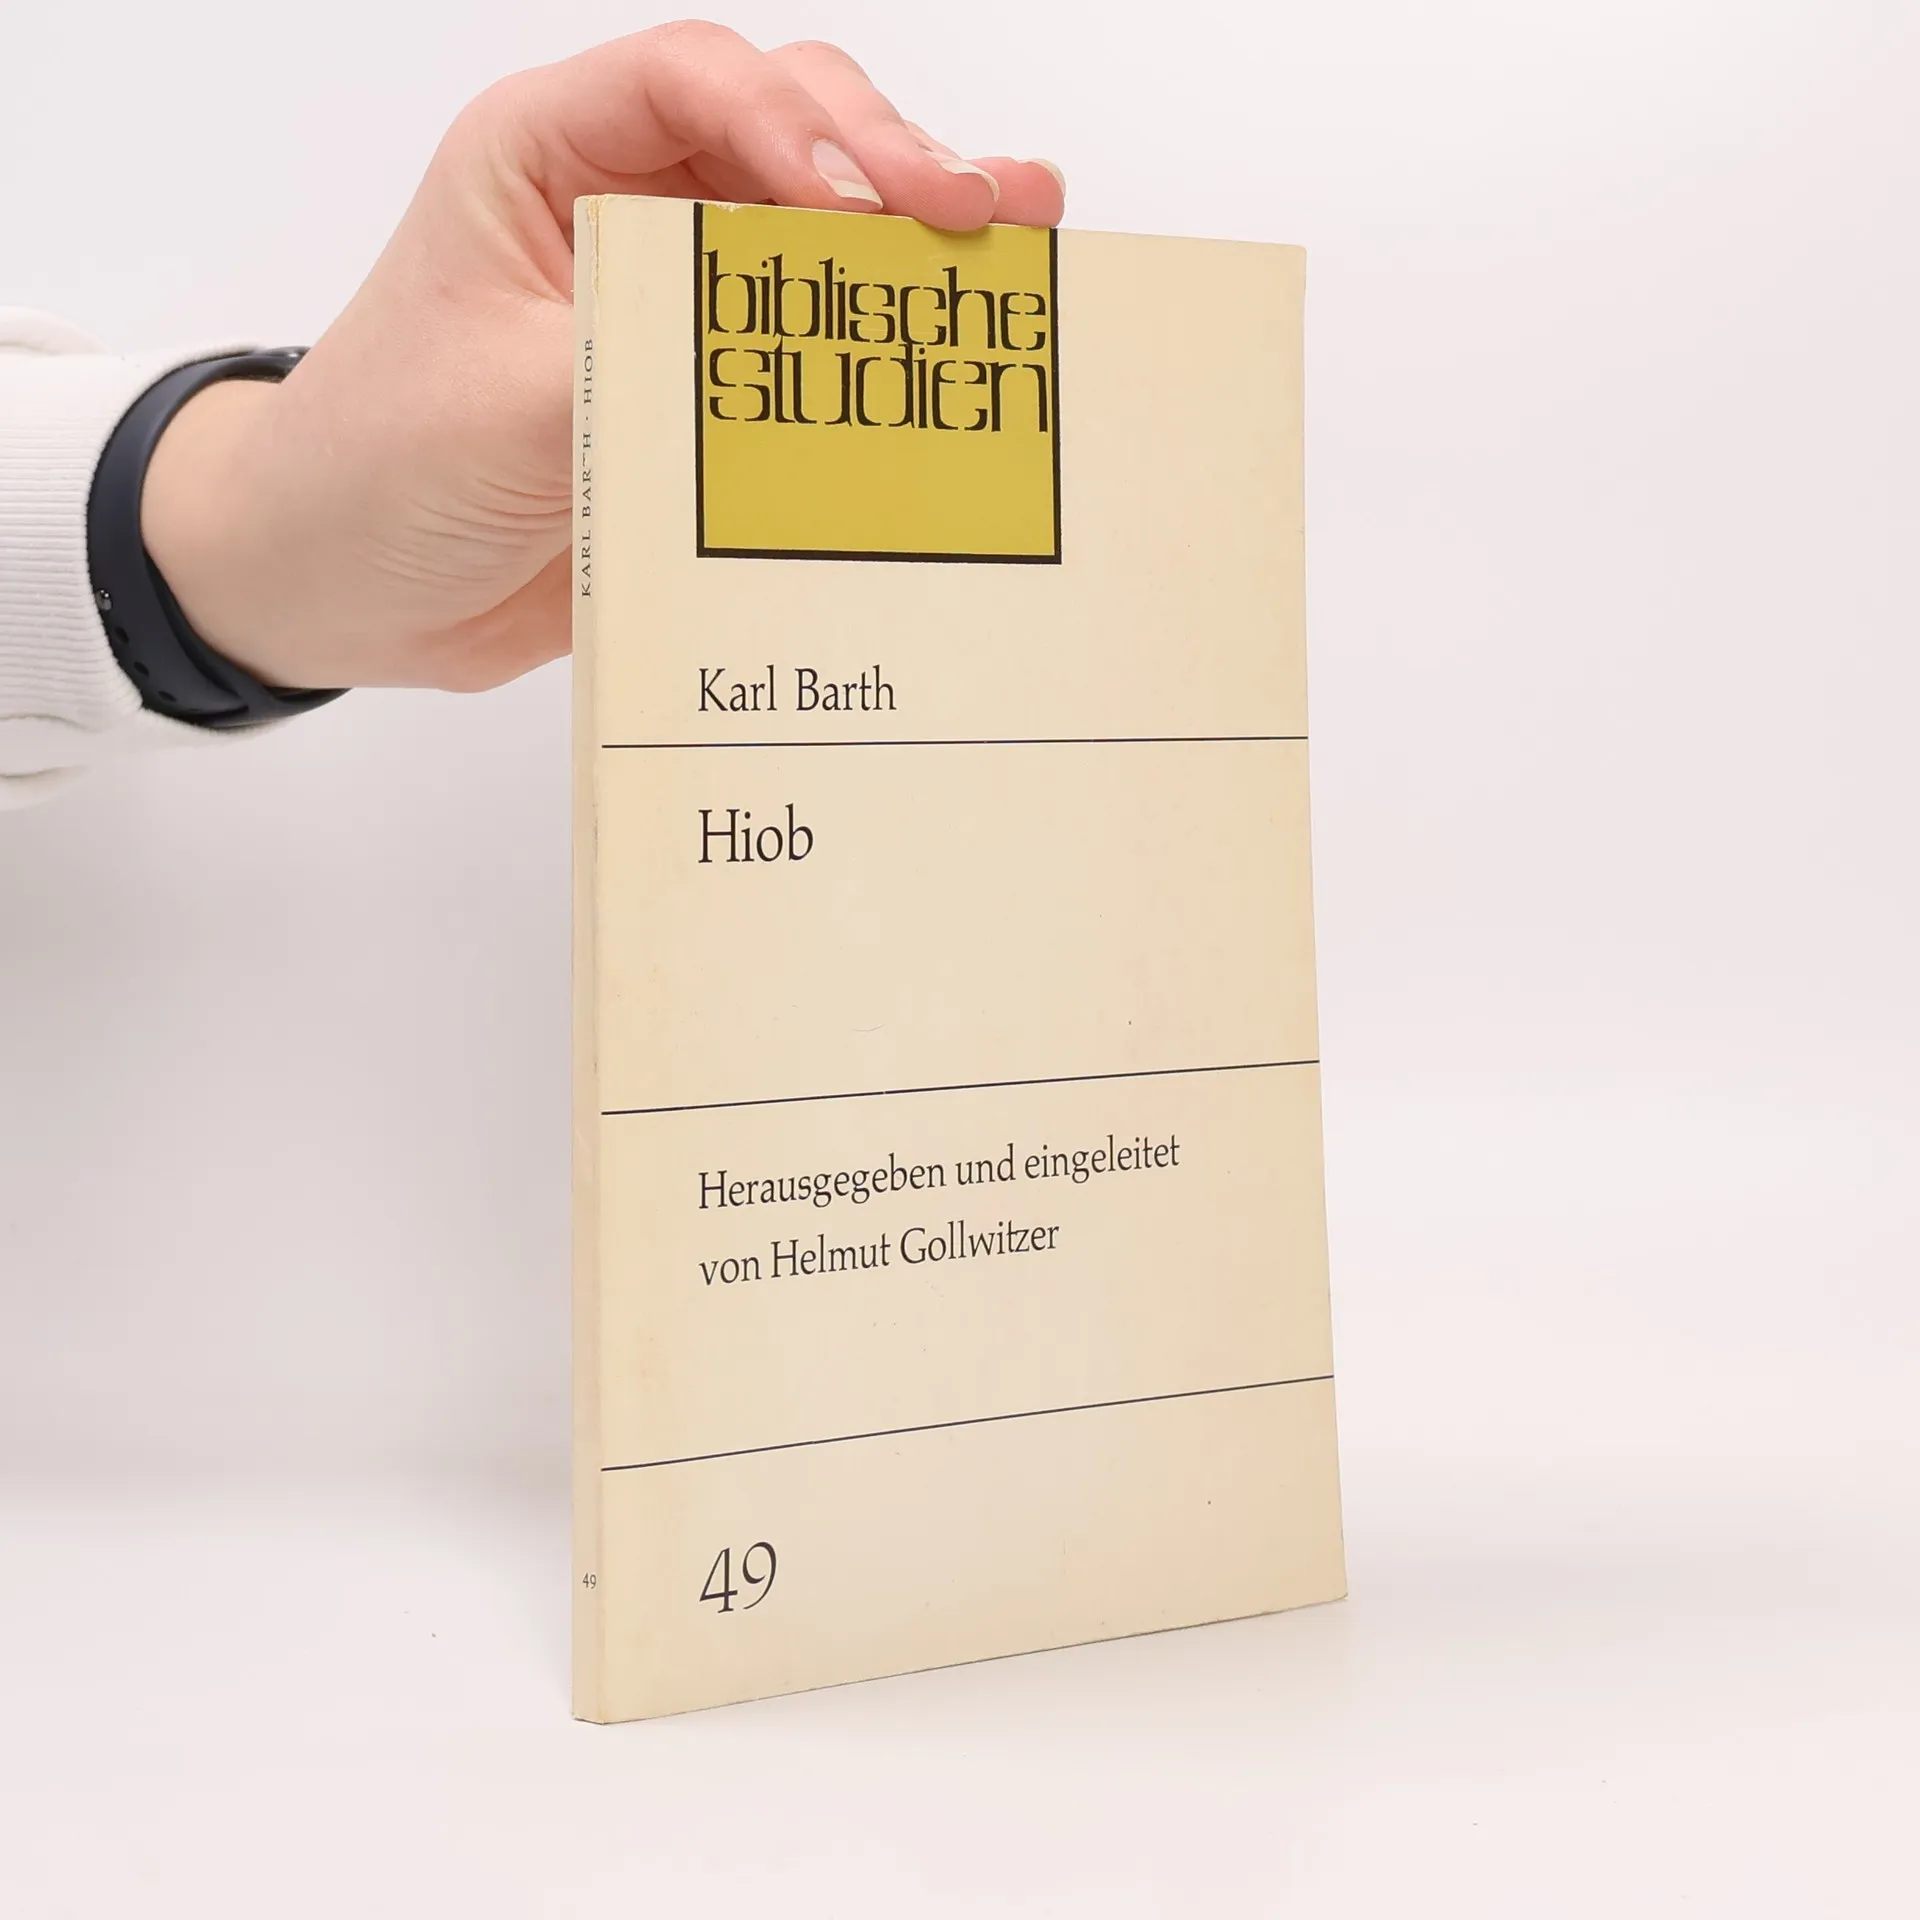 biblische
studien
Karl Barth
Hiob
Herausgegeben und eingeleitet
von Helmut Gollwitzer
49
KARL BARTH · HIOB
49